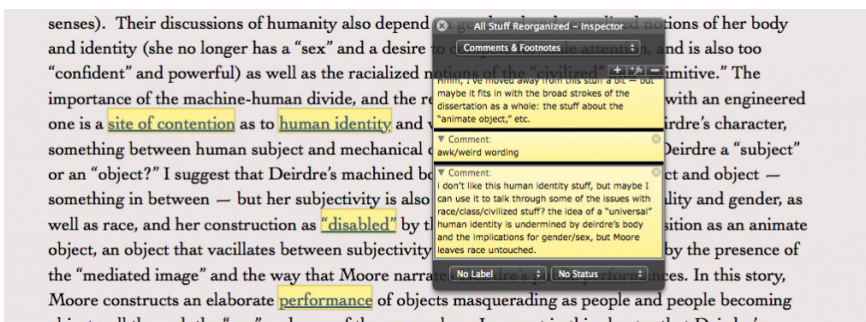 senses). Their discussions of humanity also depend on notions of her body
and identity (she no longer has a “sex” and a desire to attention, and is also too
“confident” and powerful) as well as the racialized notions of the “civilized” “primitive.” The
importance of the machine-human divide, and the with an engineered
one is a site of contention as to human identity and Deirdre’s character,
something between human subject and mechanical Deirdre a “subject”
or an “object?” I suggest that Deirdre’s machined and object —
something in between — but her subjectivity is also and gender, as
well as race, and her construction as “disabled” by as an animate
object, an object that vacillates between subjectivity by the presence of
the “mediated image” and the way that Moore narrates Deirdre’s In this story,
Moore constructs an elaborate performance of objects masquerading as people and people becoming
All Stuff Reorganized – Inspector
Comments & Footnotes
hmm, I’ve moved away from this stuff a bit — but
maybe it fits in with the broad strokes of the
dissertation as a whole: the stuff about the
“animate object,” etc.
Comment:
awk/weird wording
Comment:
i don’t like this human identity stuff, but maybe I
can use it to talk through some of the issues with
race/class/civilized stuff? the idea of a “universal”
human identity is undermined by deirdre’s body
and the implications for gender/sex, but Moore
leaves race untouched.
No Label No Status